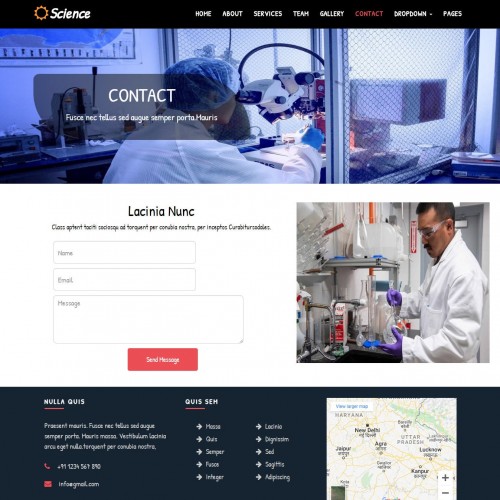 Science
HOME ABOUT SERVICES TEAM GALLERY CONTACT DROPDOWN PAGES
CONTACT
Fusce nec tellus sed augue semper porta.Mauris
Lacinia Nunc
Class aptent taciti sociosqu ad torquent per conubia nostra, per inceptos Curabitursodales.
Name
Email
Message
Send Message
NULLA QUIS
Praesent mauris. Fusce nec tellus sed augue
semper porta. Mauris massa. Vestibulum lacinia
arcu eget nulla.torquent per conubia nostra,
+91 1234 567 890
info@gmail.com
QUIS SEM
Massa
Quis
Semper
Fusce
Integer
Lacinia
Dignissim
Sed
Sagittis
Adipiscing
View larger map
HARYANA
New Delhi
Bareilly
UTTAR
PRADESH
Jaipur
Agra
Lucknow
Kanpur
Kota
+
−